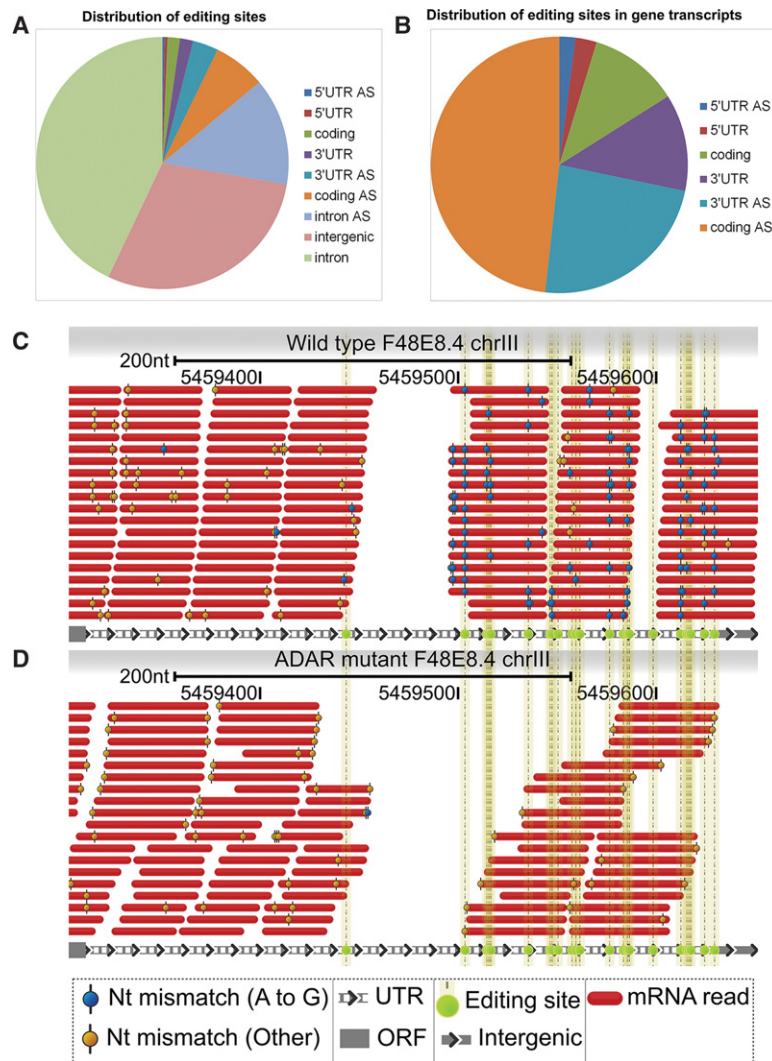 A
Distribution of editing sites
5'UTR AS
5'UTR
coding
3'UTR
3'UTR AS
coding AS
intron AS
intergenic
intron
B
Distribution of editing sites in gene transcripts
5'UTR AS
5'UTR
coding
3'UTR
3'UTR AS
coding AS
C
Wild type F48E8.4 chrIII
200nt
5459400 5459500 5459600
D
ADAR mutant F48E8.4 chrIII
200nt
5459400 5459500 5459600
Nt mismatch (A to G) UTR Editing site mRNA read
Nt mismatch (Other) ORF Intergenic